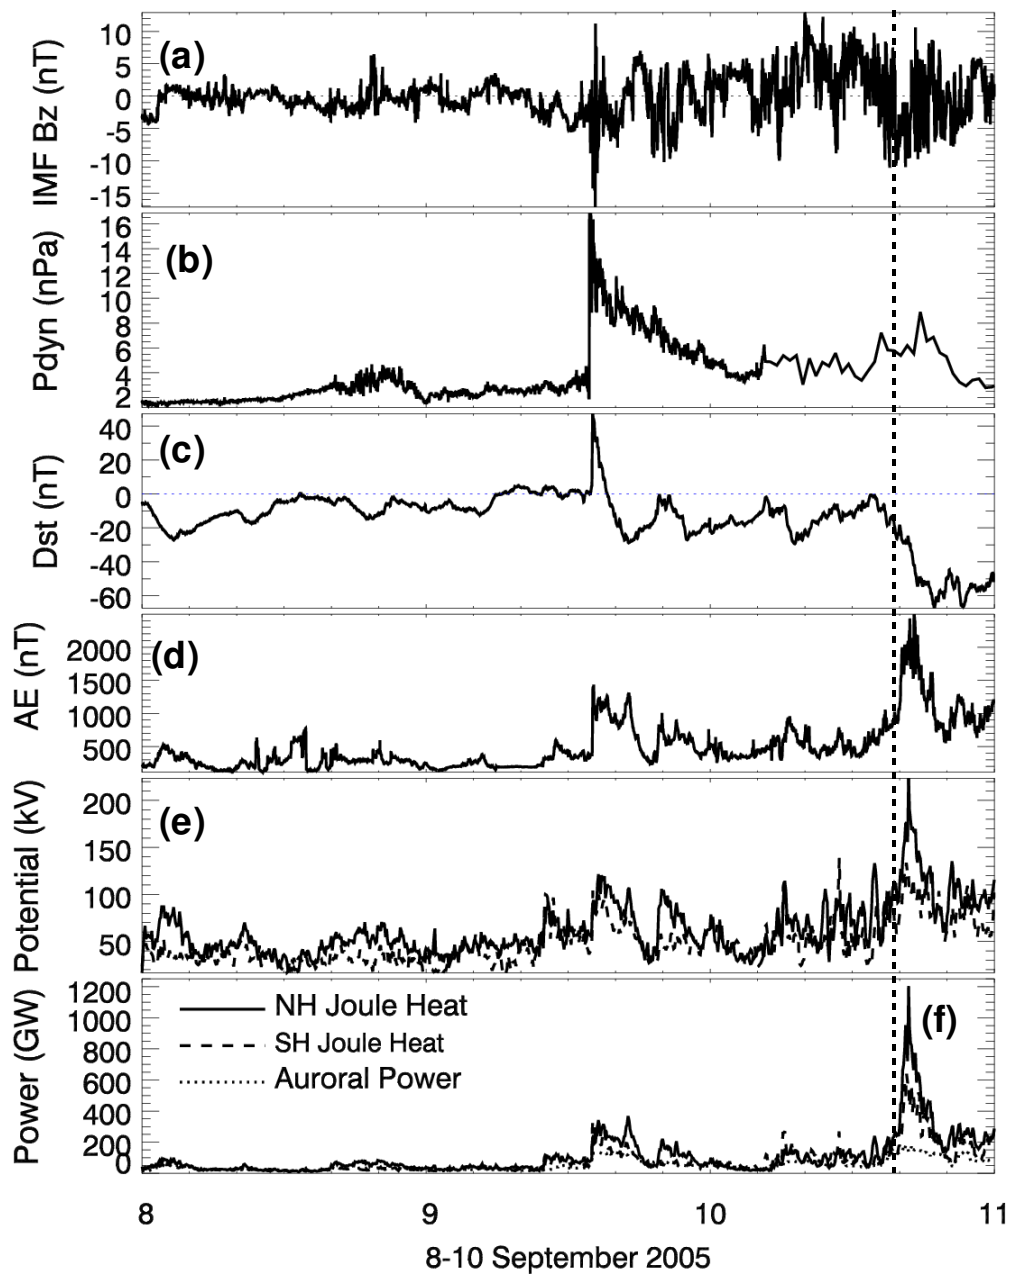 IMF Bz (nT)
10
5
0
-5
-10
-15
(a)
Pdyn (nPa)
16
14
12
10
8
6
4
2
(b)
Dst (nT)
40
20
0
-20
-40
-60
(c)
AE (nT)
2000
1500
1000
500
(d)
Potential (kV)
200
150
100
50
(e)
Power (GW)
1200
1000
800
600
400
200
0
NH Joule Heat
SH Joule Heat
Auroral Power
(f)
8 9 10 11
8-10 September 2005